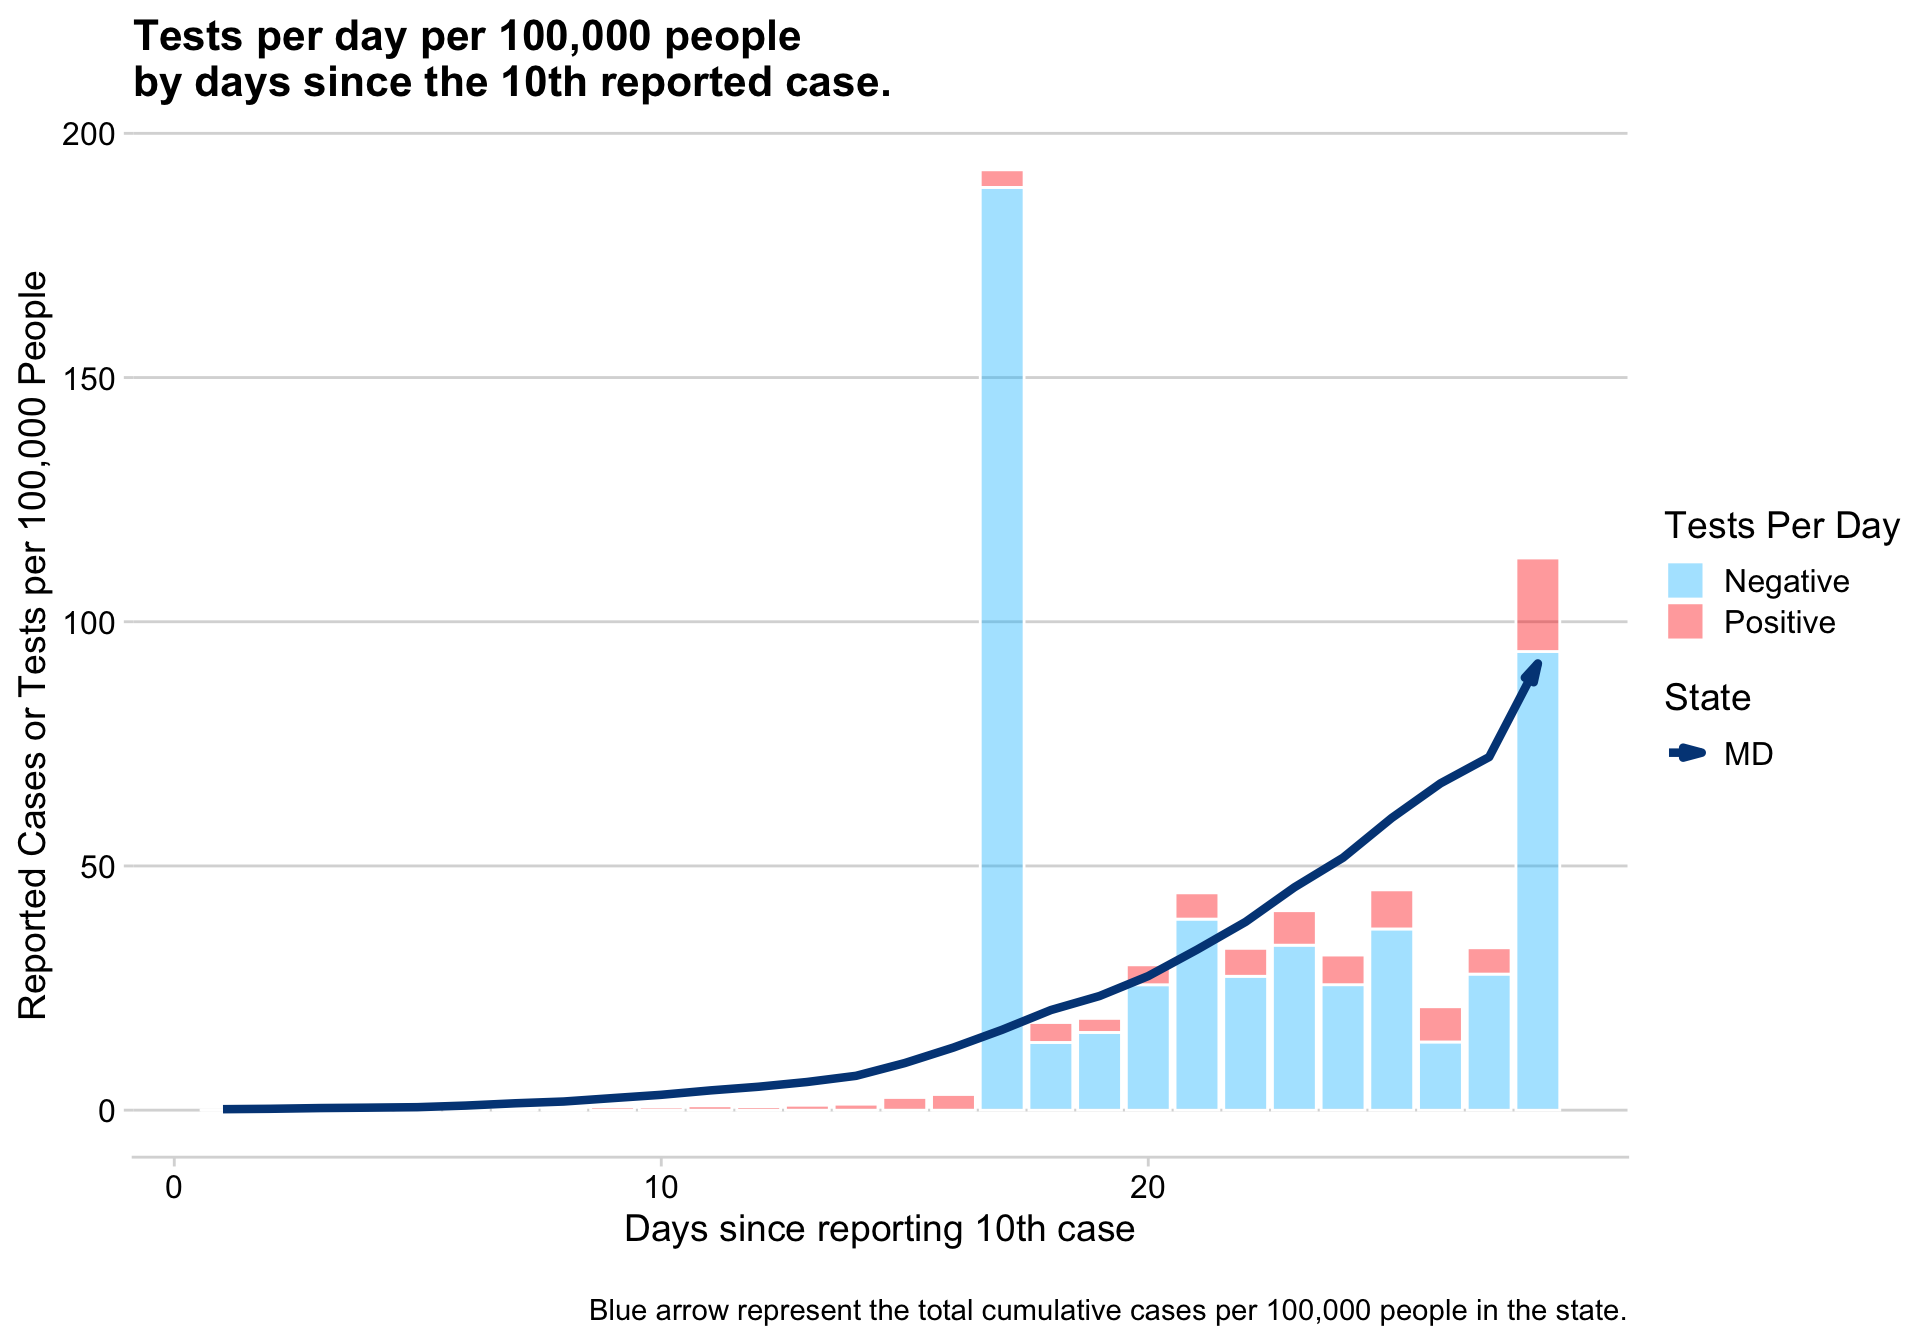 Tests per day per 100,000 people
by days since the 10th reported case.
Reported Cases or Tests per 100,000 People
200
150
100
50
0
0
10
20
Days since reporting 10th case
Tests Per Day
Negative
Positive
State
MD
Blue arrow represent the total cumulative cases per 100,000 people in the state.